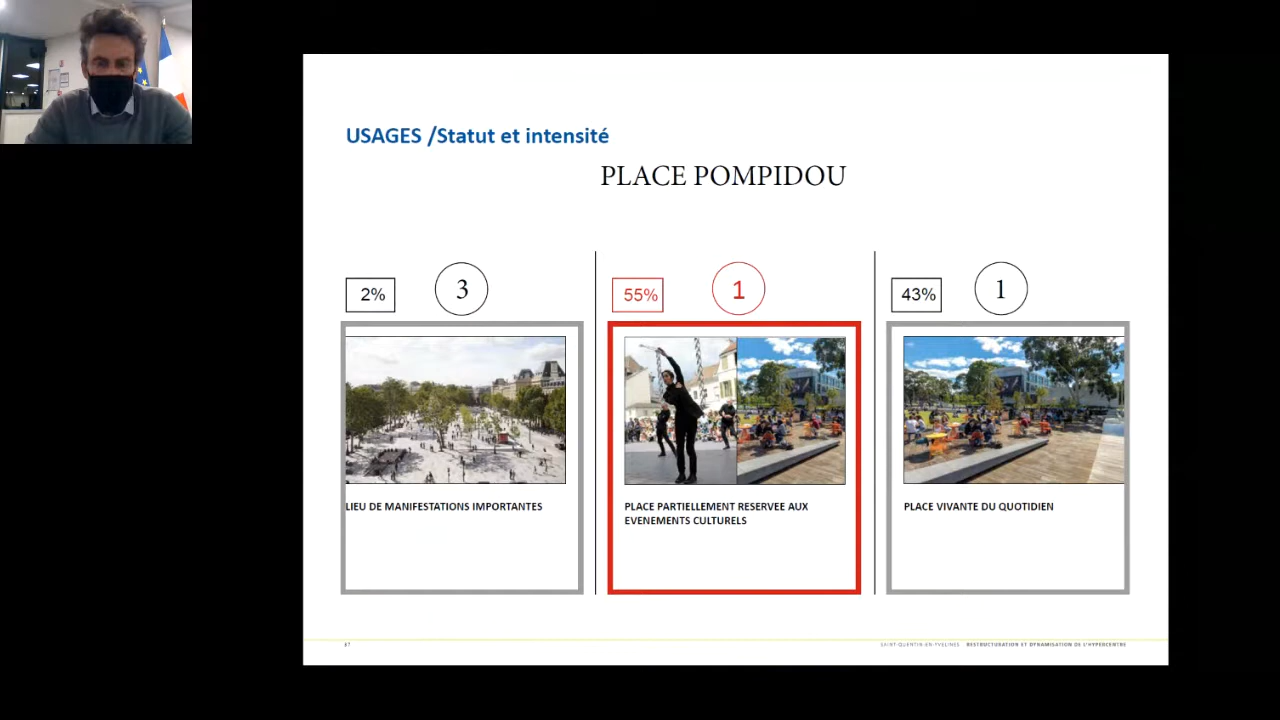 USAGES /Statut et intensité
PLACE POMPIDOU
2%
3
55%
1
43%
1
LIEU DE MANIFESTATIONS IMPORTANTES
PLACE PARTIELLEMENT RESERVEE AUX
EVENEMENTS CULTURELS
PLACE VIVANTE DU QUOTIDIEN
37
SAINT-QUENTIN-EN-YVELINES RESTRUCTURATION ET DYNAMISATION DE L'HYPERCENTRE